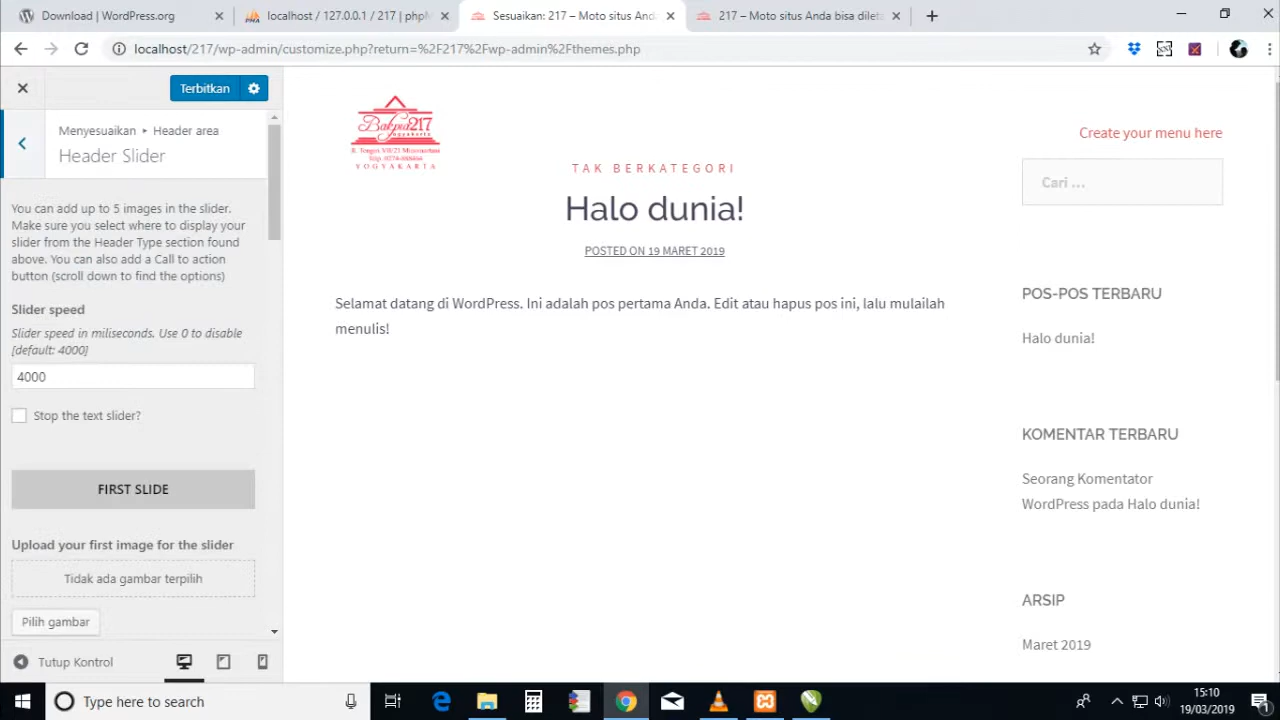 Download | WordPress.org
localhost / 127.0.0.1 / 217 | phpM
Sesuaikan: 217 – Moto situs Anda
217 – Moto situs Anda bisa dileta
localhost/217/wp-admin/customize.php?return=%2F217%2Fwp-admin%2Fthemes.php
Terbitkan
Menyesuaikan ▸ Header area
Header Slider
You can add up to 5 images in the slider.
Make sure you select where to display your
slider from the Header Type section found
above. You can also add a Call to action
button (scroll down to find the options)
Slider speed
Slider speed in miliseconds. Use 0 to disable
[default: 4000]
4000
Stop the text slider?
FIRST SLIDE
Upload your first image for the slider
Tidak ada gambar terpilih
Pilih gambar
Tutup Kontrol
Bakpia 217
YOGYAKARTA
TAK BERKATEGORI
Halo dunia!
POSTED ON 19 MARET 2019
Selamat datang di WordPress. Ini adalah pos pertama Anda. Edit atau hapus pos ini, lalu mulailah
menulis!
Create your menu here
Cari …
POS-POS TERBARU
Halo dunia!
KOMENTAR TERBARU
Seorang Komentator
WordPress pada Halo dunia!
ARSIP
Maret 2019
Type here to search
15:10
19/03/2019
1